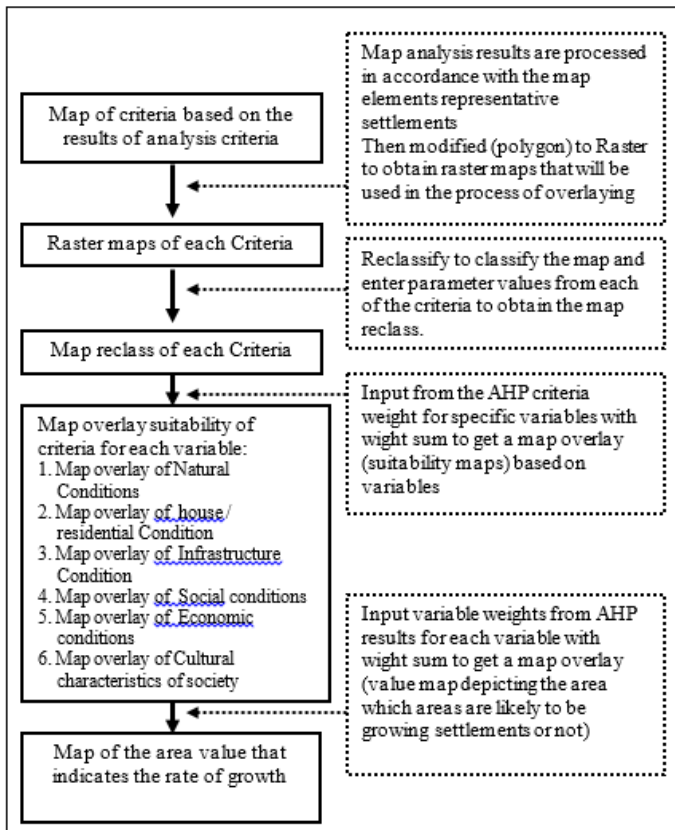 Map of criteria based on the
results of analysis criteria
Map analysis results are processed
in accordance with the map
elements representative
settlements
Then modified (polygon) to Raster
to obtain raster maps that will be
used in the process of overlaying
Raster maps of each Criteria
Reclassify to classify the map and
enter parameter values from each
of the criteria to obtain the map
reclass.
Map reclass of each Criteria
Input from the AHP criteria
weight for specific variables with
wight sum to get a map overlay
(suitability maps) based on
variables
Map overlay suitability of
criteria for each variable:
1. Map overlay of Natural
Conditions
2. Map overlay of house/
residential Condition
3. Map overlay of Infrastructure
Condition
4. Map overlay of Social conditions
5. Map overlay of Economic
conditions
6. Map overlay of Cultural
characteristics of society
Input variable weights from AHP
results for each variable with
wight sum to get a map overlay
(value map depicting the area
which areas are likely to be
growing settlements or not)
Map of the area value that
indicates the rate of growth